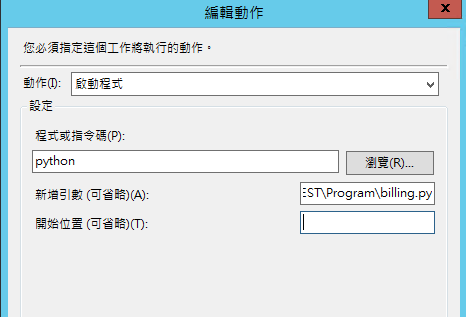 編輯動作
x
您必須指定這個工作將執行的動作。
動作(I): 啟動程式
設定
程式或指令碼(P):
python 瀏覽(R)...
新增引數 (可省略)(A): EST\Program\billing.py
開始位置 (可省略)(T):